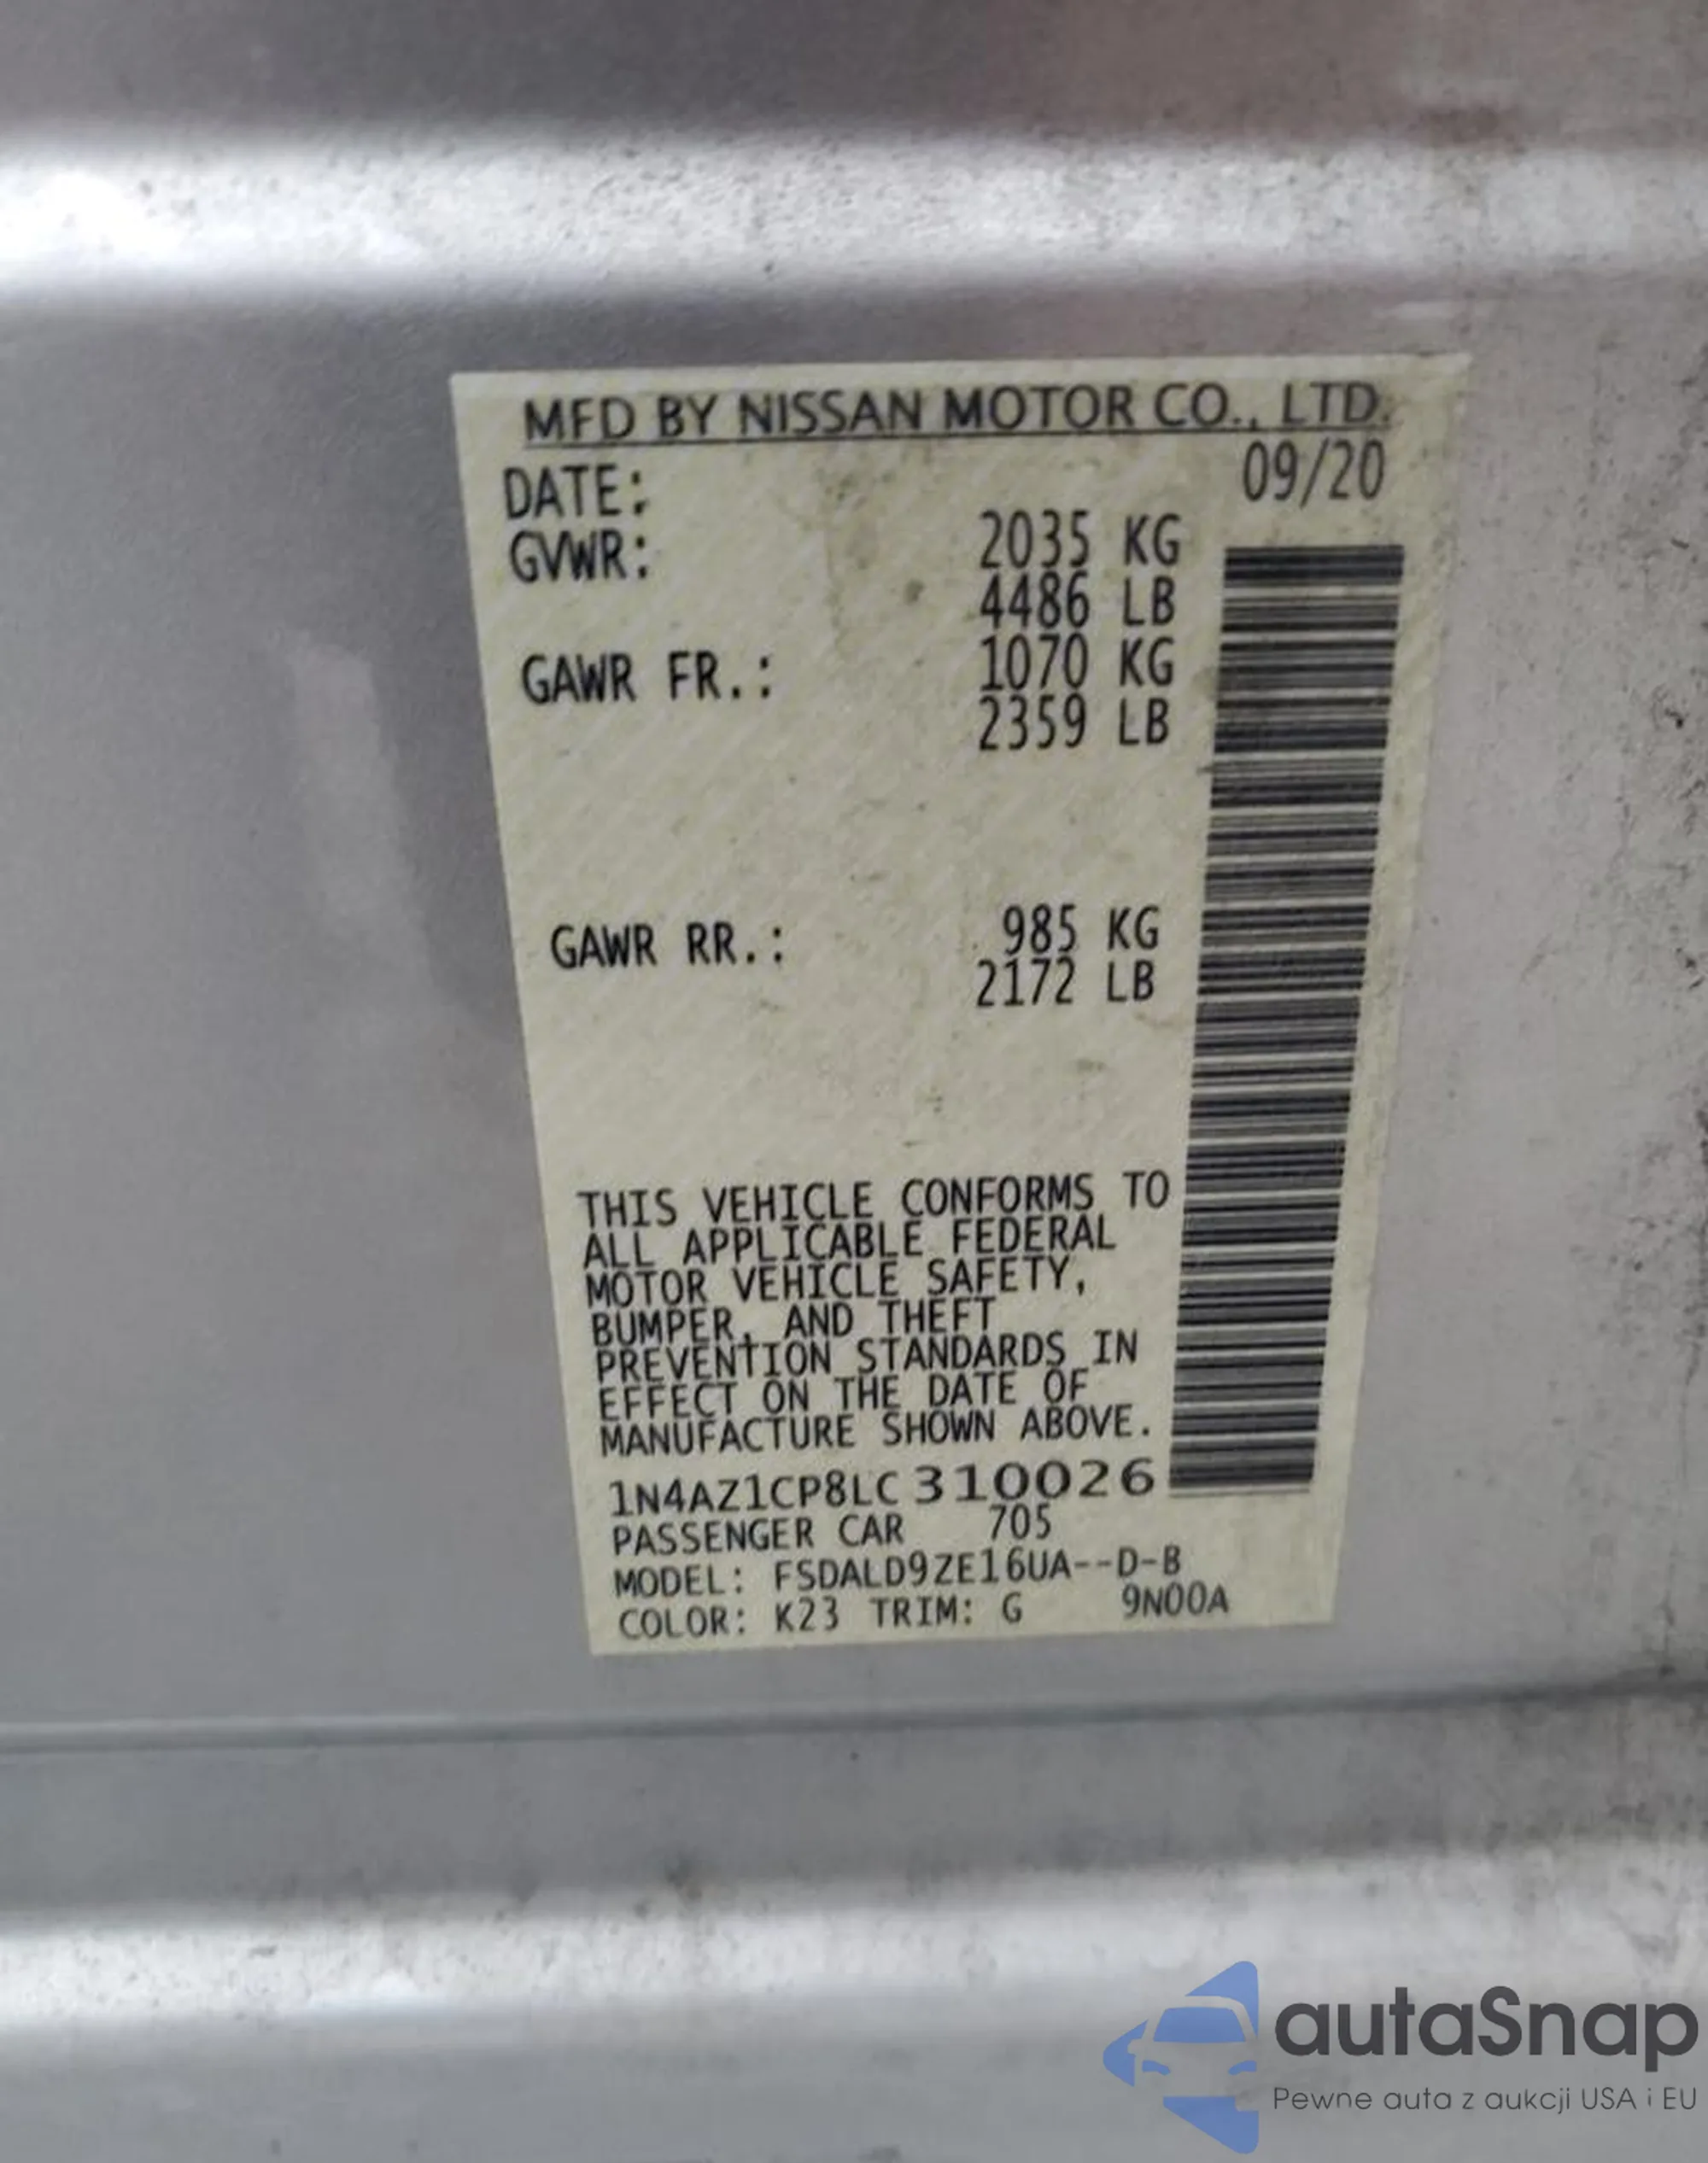 MFD BY NISSAN MOTOR CO., LTD.
DATE: 09/20
GVWR: 2035 KG
4486 LB
GAWR FR.: 1070 KG
2359 LB
GAWR RR.: 985 KG
2172 LB
THIS VEHICLE CONFORMS TO
ALL APPLICABLE FEDERAL
MOTOR VEHICLE SAFETY,
BUMPER, AND THEFT
PREVENTION STANDARDS IN
EFFECT ON THE DATE OF
MANUFACTURE SHOWN ABOVE.
1N4AZ1CP8LC310026
PASSENGER CAR 705
MODEL: FSDALD9ZE16UA--D-B
COLOR: K23 TRIM: G 9N00A
autaSnap
Pewne auta z aukcji USA i EU